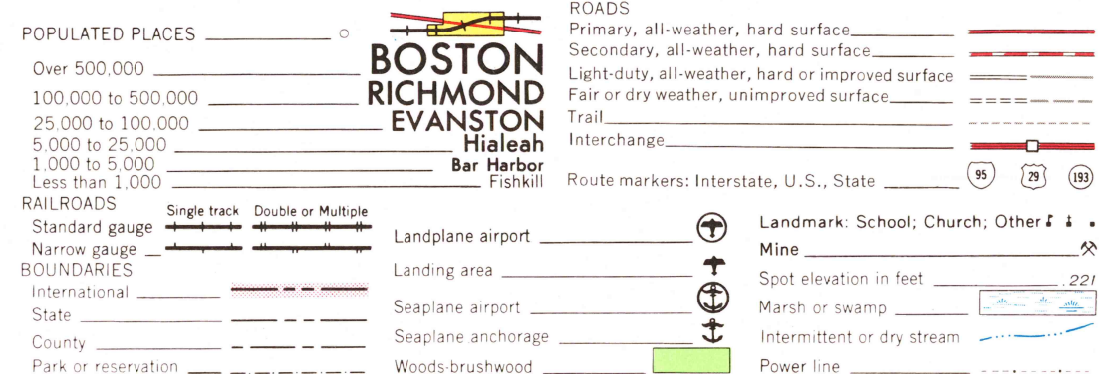 POPULATED PLACES
Over 500,000 BOSTON
100,000 to 500,000 RICHMOND
25,000 to 100,000 EVANSTON
5,000 to 25,000 Hialeah
1,000 to 5,000 Bar Harbor
Less than 1,000 Fishkill
RAILROADS
Single track Double or Multiple
Standard gauge
Narrow gauge
BOUNDARIES
International
State
County
Park or reservation
Landplane airport
Landing area
Seaplane airport
Seaplane anchorage
Woods-brushwood
ROADS
Primary, all-weather, hard surface
Secondary, all-weather, hard surface
Light-duty, all-weather, hard or improved surface
Fair or dry weather, unimproved surface
Trail
Interchange
Route markers: Interstate, U.S., State 95 29 193
Landmark: School; Church; Other
Mine
Spot elevation in feet .221
Marsh or swamp
Intermittent or dry stream
Power line